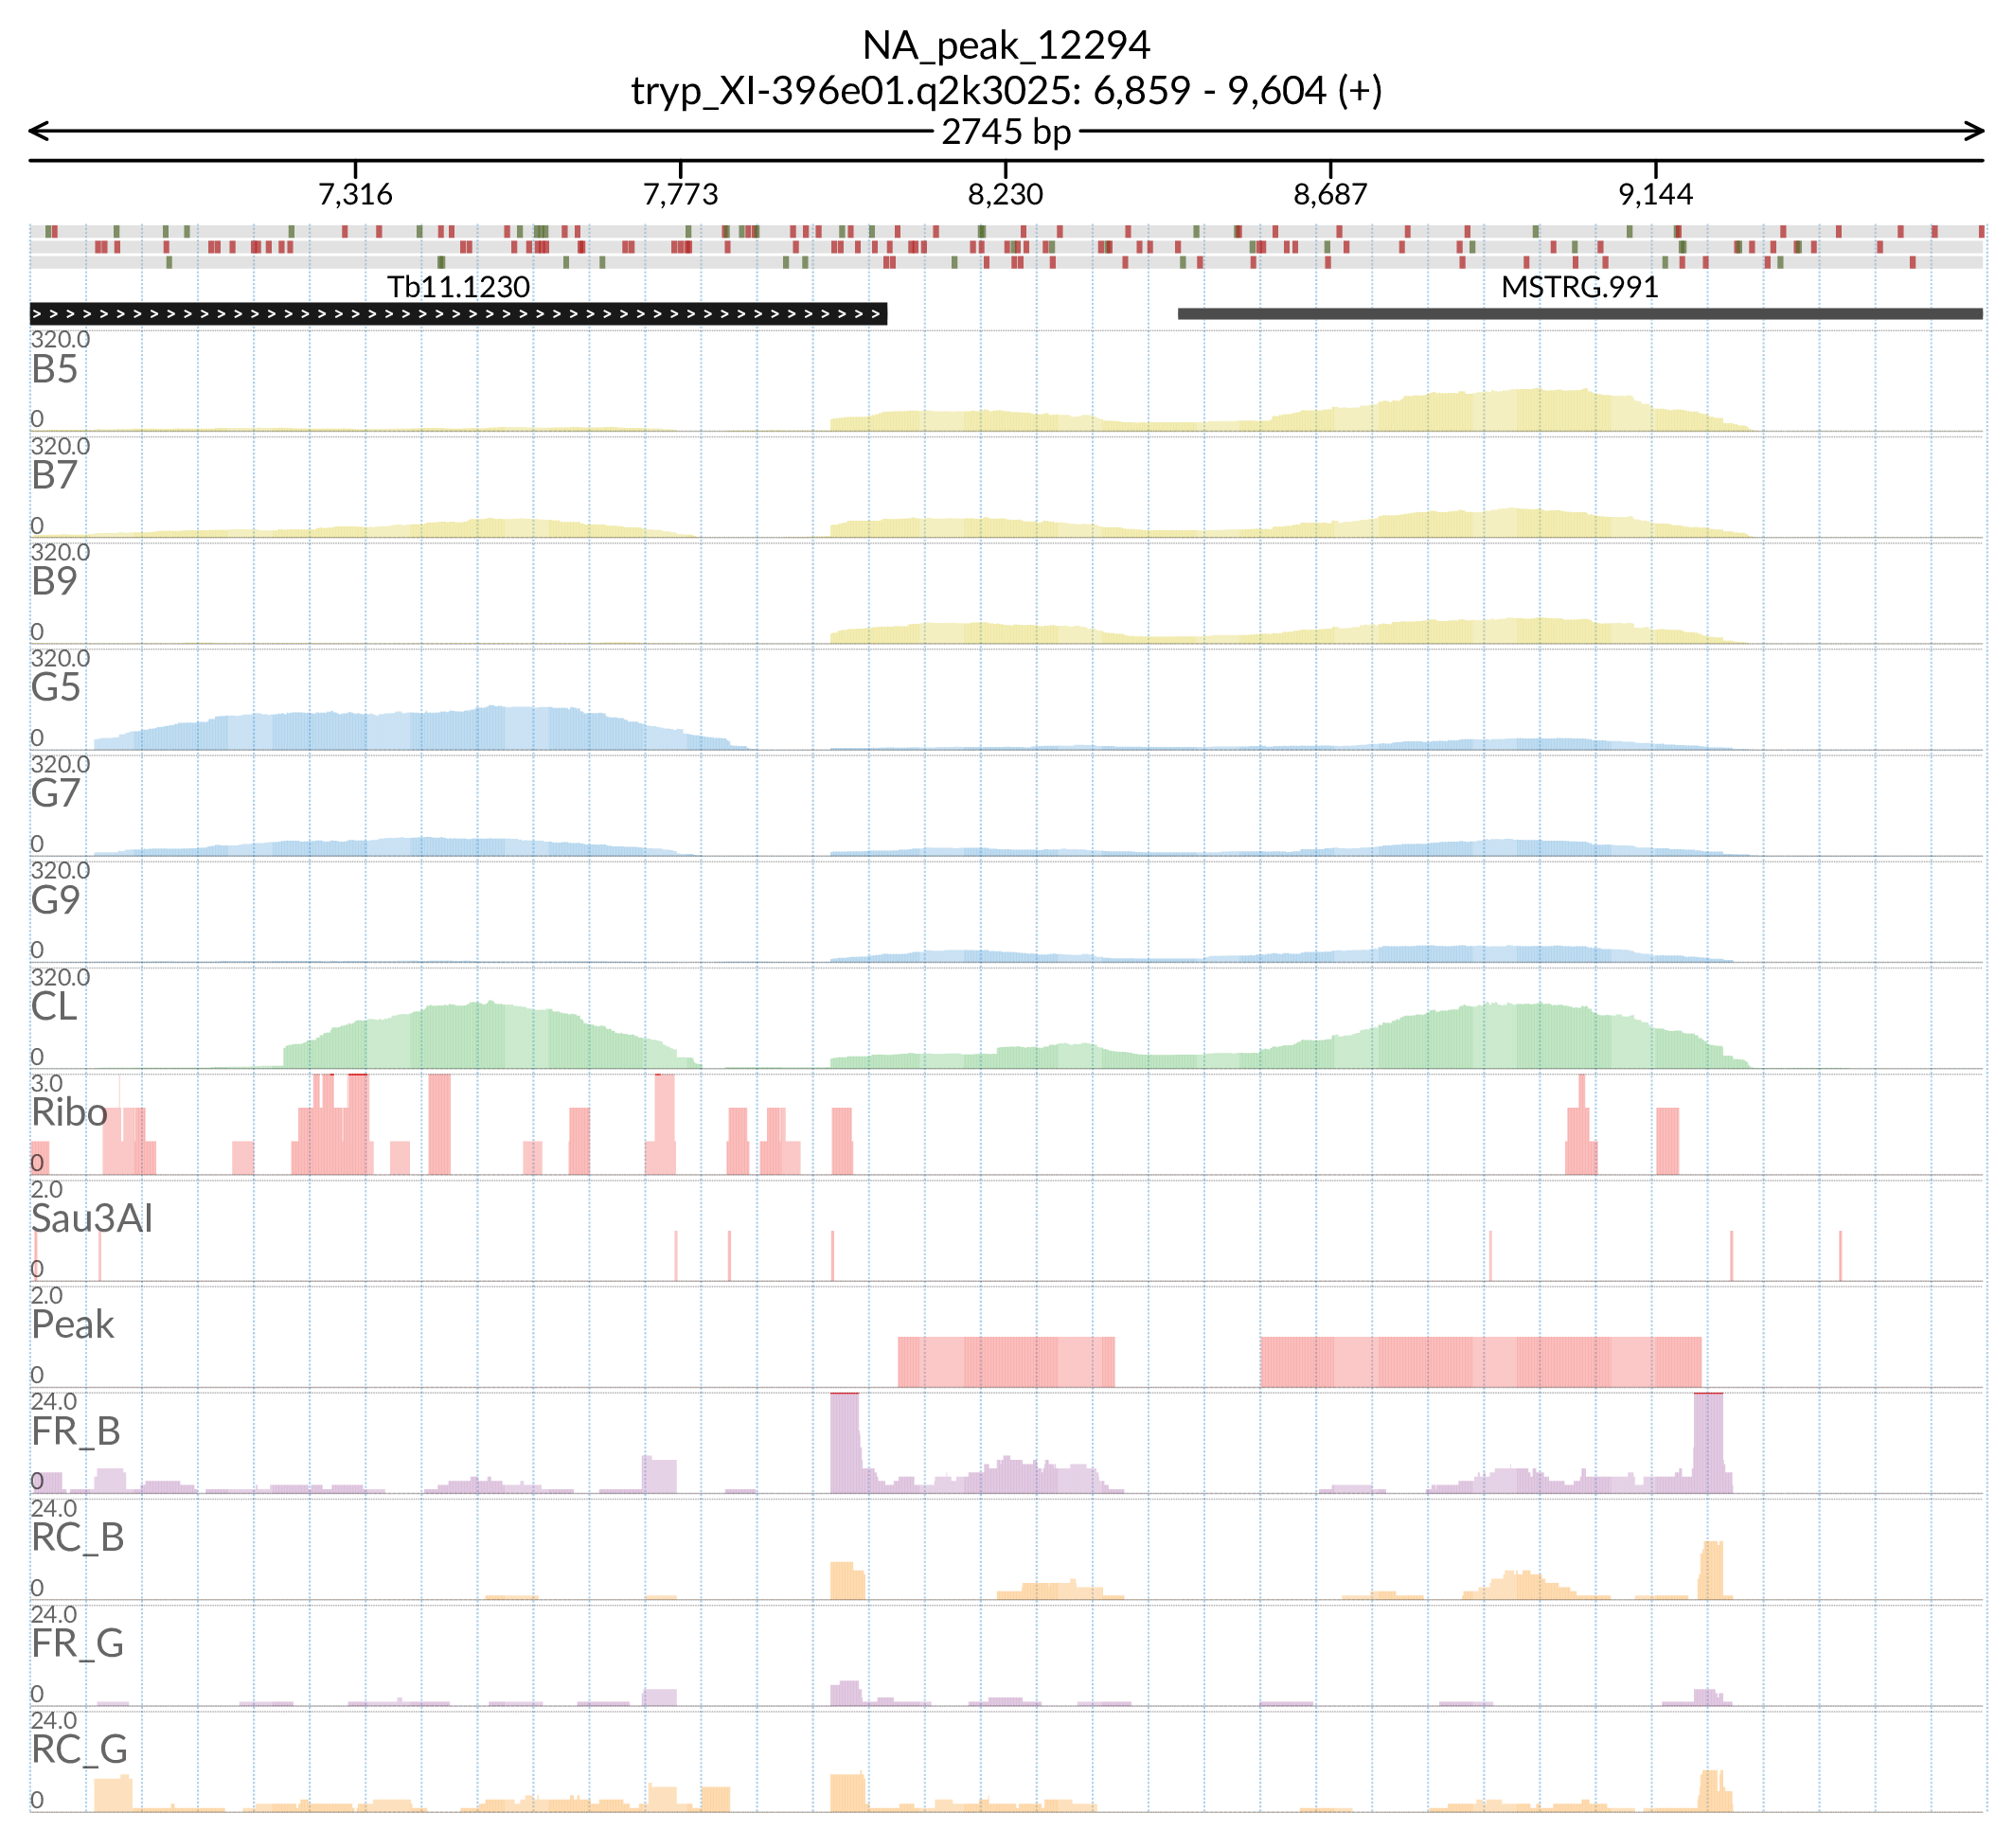 NA_peak_12294
tryp_XI-396e01.q2k3025: 6,859 - 9,604 (+)
2745 bp
7,316 7,773 8,230 8,687 9,144
Tb11.1230 MSTRG.991
> > > > > > > > > > > > > > > > > > > > > > > > > > > > > > > > > > > > > > > > > > > > > > > > > > >
320.0
B5
0
320.0
B7
0
320.0
B9
0
320.0
G5
0
320.0
G7
0
320.0
G9
0
320.0
CL
0
3.0
Ribo
0
2.0
Sau3AI
0
2.0
Peak
0
24.0
FR_B
0
24.0
RC_B
0
24.0
FR_G
0
24.0
RC_G
0